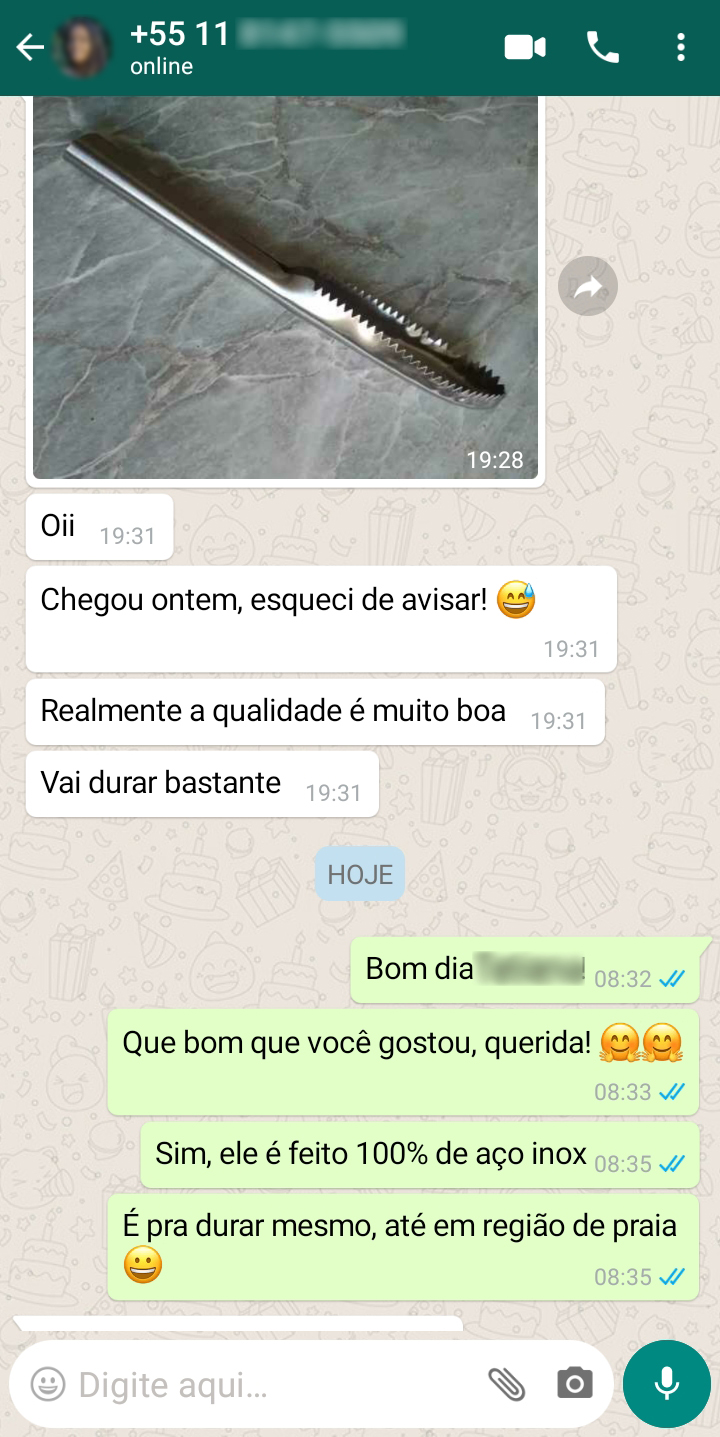 +55 11
online
19:28
Oii 19:31
Chegou ontem, esqueci de avisar! 😅
19:31
Realmente a qualidade é muito boa 19:31
Vai durar bastante 19:31
HOJE
Bom dia ! 08:32
Que bom que você gostou, querida! 🤗🤗
08:33
Sim, ele é feito 100% de aço inox 08:35
É pra durar mesmo, até em região de praia
😀 08:35
Digite aqui...